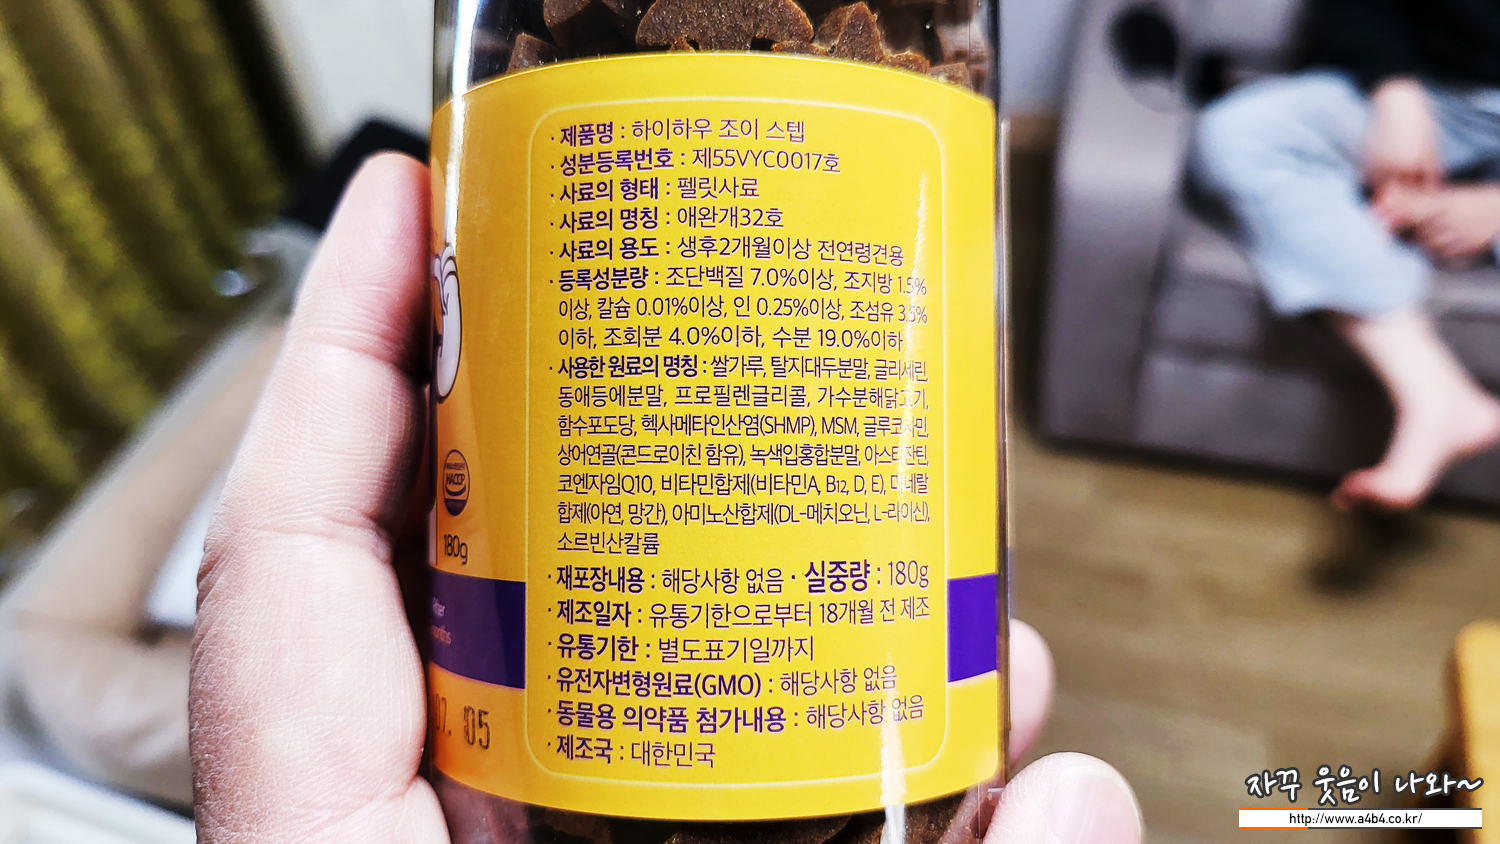 · 제품명 : 하이하우 조이 스텝
· 성분등록번호 : 제55VYC0017호
· 사료의 형태 : 펠릿사료
· 사료의 명칭 : 애완개32호
· 사료의 용도 : 생후2개월이상 전연령견용
· 등록성분량 : 조단백질 7.0%이상, 조지방 1.5%
이상, 칼슘 0.01%이상, 인 0.25%이상, 조섬유 3.5%
이하, 조회분 4.0%이하, 수분 19.0%이하
· 사용한 원료의 명칭 : 쌀가루, 탈지대두분말, 글리세린,
동애등에분말, 프로필렌글리콜, 가수분해닭고기,
함수포도당, 헥사메타인산염(SHMP), MSM, 글루코사민,
상어연골(콘드로이친 함유), 녹색입홍합분말, 아스타잔틴,
코엔자임Q10, 비타민합제(비타민A, B12, D, E), 미네랄
합제(아연, 망간), 아미노산합제(DL-메치오닌, L-라이신),
소르빈산칼륨
· 재포장내용 : 해당사항 없음 · 실중량 : 180g
· 제조일자 : 유통기한으로부터 18개월 전 제조
· 유통기한 : 별도표기일까지
· 유전자변형원료(GMO) : 해당사항 없음
· 동물용 의약품 첨가내용 : 해당사항 없음
· 제조국 : 대한민국
HACCP
180g
07. 05
자꾸 웃음이 나와~
http://www.a4b4.co.kr/